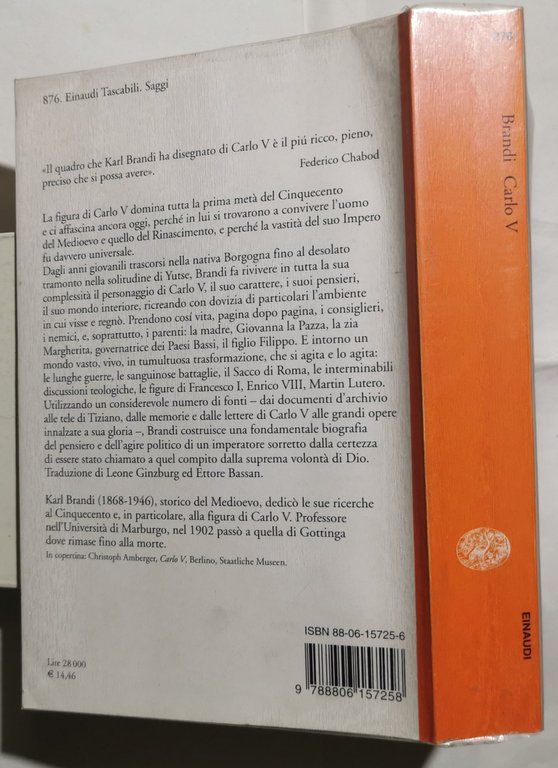 876. Einaudi Tascabili. Saggi
«Il quadro che Karl Brandi ha disegnato di Carlo V è il piú ricco, pieno,
preciso che si possa avere».
Federico Chabod
La figura di Carlo V domina tutta la prima metà del Cinquecento
e ci affascina ancora oggi, perché in lui si trovarono a convivere l'uomo
del Medioevo e quello del Rinascimento, e perché la vastità del suo Impero
fu davvero universale.
Dagli anni giovanili trascorsi nella nativa Borgogna fino al desolato
tramonto nella solitudine di Yutse, Brandi fa rivivere in tutta la sua
complessità il personaggio di Carlo V, il suo carattere, i suoi pensieri,
il suo mondo interiore, ricreando con dovizia di particolari l'ambiente
in cui visse e regnò. Prendono cosí vita, pagina dopo pagina, i consiglieri,
i nemici, e, soprattutto, i parenti: la madre, Giovanna la Pazza, la zia
Margherita, governatrice dei Paesi Bassi, il figlio Filippo. E intorno un
mondo vasto, vivo, in tumultuosa trasformazione, che si agita e lo agita:
le lunghe guerre, le sanguinose battaglie, il Sacco di Roma, le interminabili
discussioni teologiche, le figure di Francesco I, Enrico VIII, Martin Lutero.
Utilizzando un considerevole numero di fonti – dai documenti d'archivio
alle tele di Tiziano, dalle memorie e dalle lettere di Carlo V alle grandi opere
innalzate a sua gloria –, Brandi costruisce una fondamentale biografia
del pensiero e dell'agire politico di un imperatore sorretto dalla certezza
di essere stato chiamato a quel compito dalla suprema volontà di Dio.
Traduzione di Leone Ginzburg ed Ettore Bassan.
Karl Brandi (1868-1946), storico del Medioevo, dedicò le sue ricerche
al Cinquecento e, in particolare, alla figura di Carlo V. Professore
nell'Università di Marburgo, nel 1902 passò a quella di Gottinga
dove rimase fino alla morte.
In copertina: Christoph Amberger, Carlo V, Berlino, Staatliche Museen.
ISBN 88-06-15725-6
9 788806 157258
Lire 28 000
€ 14,46
876
Brandi Carlo V
EINAUDI